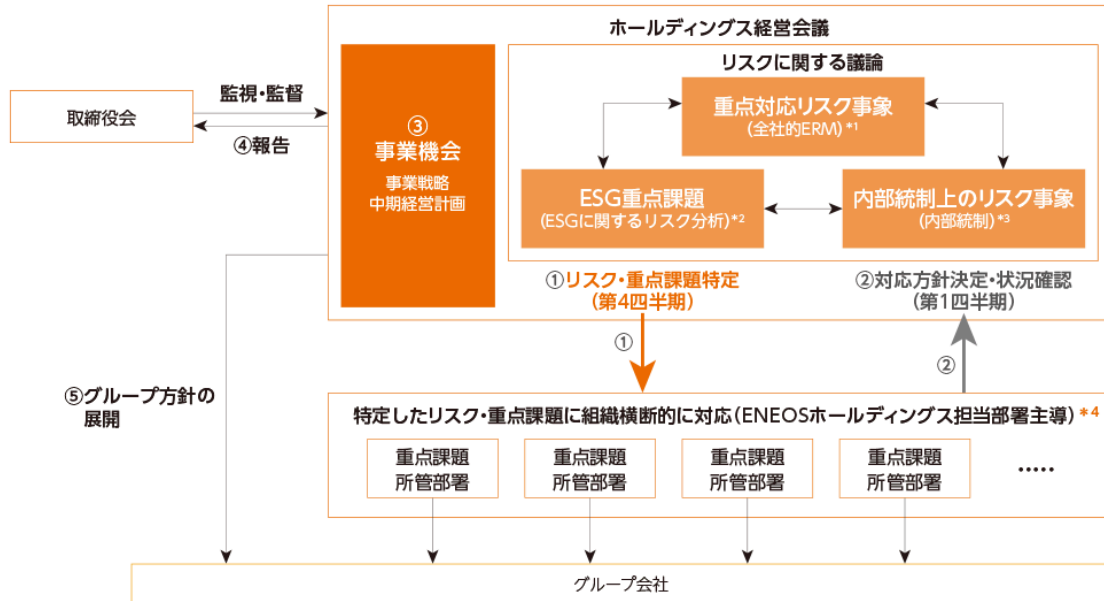 ホールディングス経営会議
リスクに関する議論
重点対応リスク事象
(全社的ERM)*1
監視・監督
取締役会
④報告
③
事業機会
事業戦略
中期経営計画
ESG重点課題
(ESGに関するリスク分析)*2
内部統制上のリスク事象
(内部統制)*3
①リスク・重点課題特定
(第4四半期)
②対応方針決定・状況確認
(第1四半期)
①
②
⑤グループ方針の
展開
特定したリスク・重点課題に組織横断的に対応(ENEOSホールディングス担当部署主導)*4
重点課題
所管部署
重点課題
所管部署
重点課題
所管部署
重点課題
所管部署
·····
グループ会社